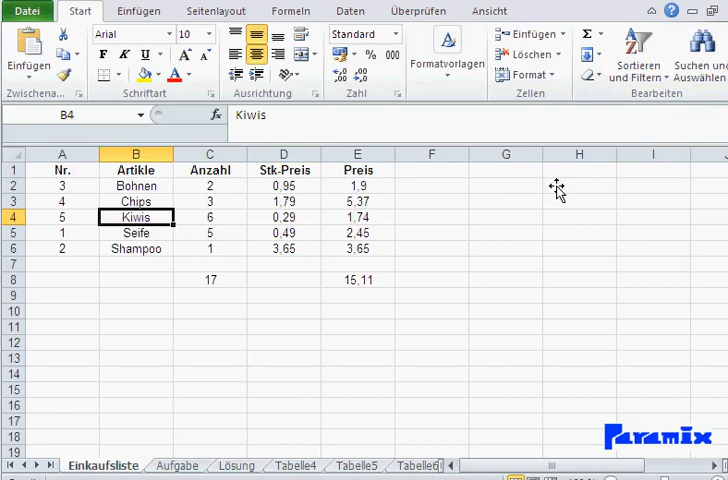 Datei Start Einfügen Seitenlayout Formeln Daten Überprüfen Ansicht
Arial 10 Standard Einfügen Σ
Löschen
Einfügen % 000 Formatvorlagen Format Sortieren und Filtern Suchen und Auswählen
Zwischena... Schriftart Ausrichtung Zahl Zellen Bearbeiten
B4 fx Kiwis
A B C D E F G H I
1 Nr. Artikle Anzahl Stk-Preis Preis
2 3 Bohnen 2 0,95 1,9
3 4 Chips 3 1,79 5,37
4 5 Kiwis 6 0,29 1,74
5 1 Seife 5 0,49 2,45
6 2 Shampoo 1 3,65 3,65
7
8 17 15,11
9
10
11
12
13
14
15
16
17
18
19
Paramix
Einkaufsliste Aufgabe Lösung Tabelle4 Tabelle5 Tabelle6